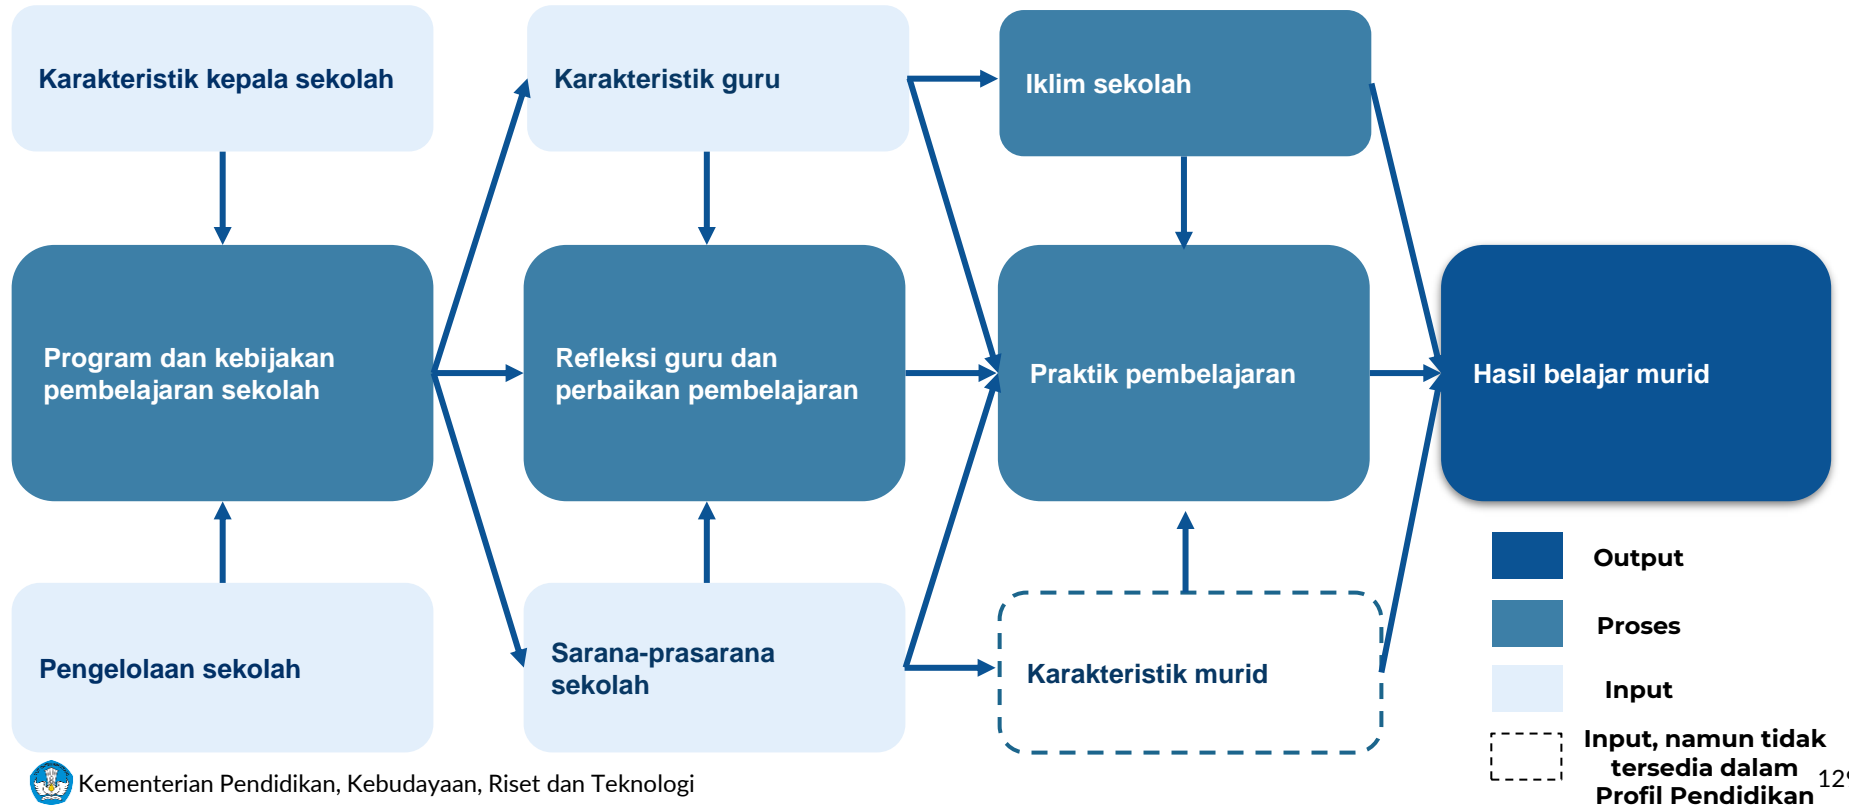 Karakteristik kepala sekolah
Karakteristik guru
Iklim sekolah
Program dan kebijakan
pembelajaran sekolah
Refleksi guru dan
perbaikan pembelajaran
Praktik pembelajaran
Hasil belajar murid
Pengelolaan sekolah
Sarana-prasarana
sekolah
Karakteristik murid
Output
Proses
Input
Input, namun tidak
tersedia dalam
Profil Pendidikan
Kementerian Pendidikan, Kebudayaan, Riset dan Teknologi